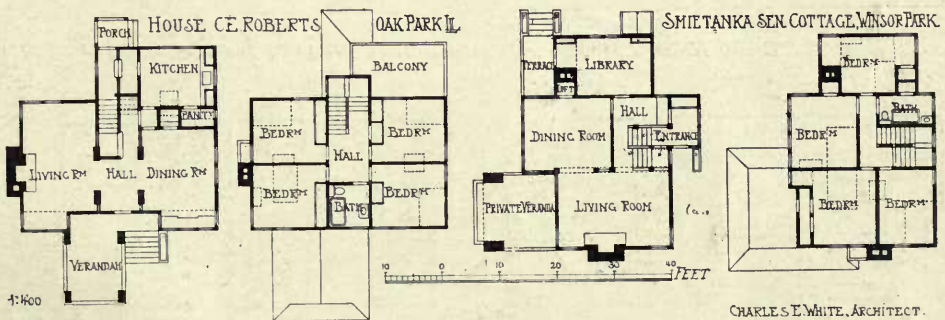 HOUSE C.E. ROBERTS OAK PARK ILL
SMIETANKA SEN. COTTAGE, WINSOR PARK.
PORCH
KITCHEN
PANTY
LIVING RM
HALL
DINING RM
VERANDAH
1:400
BALCONY
BEDRM
BEDRM
HALL
BEDRM
BEDRM
BATH
TERRACE
LIBRARY
LIFT
HALL
DINING ROOM
ENTRANCE
PRIVATE VERANDA
LIVING ROOM
10 0 10 20 30 40 FEET
BEDRM
BATH
BEDRM
BEDRM
BEDRM
CHARLES E. WHITE, ARCHITECT.